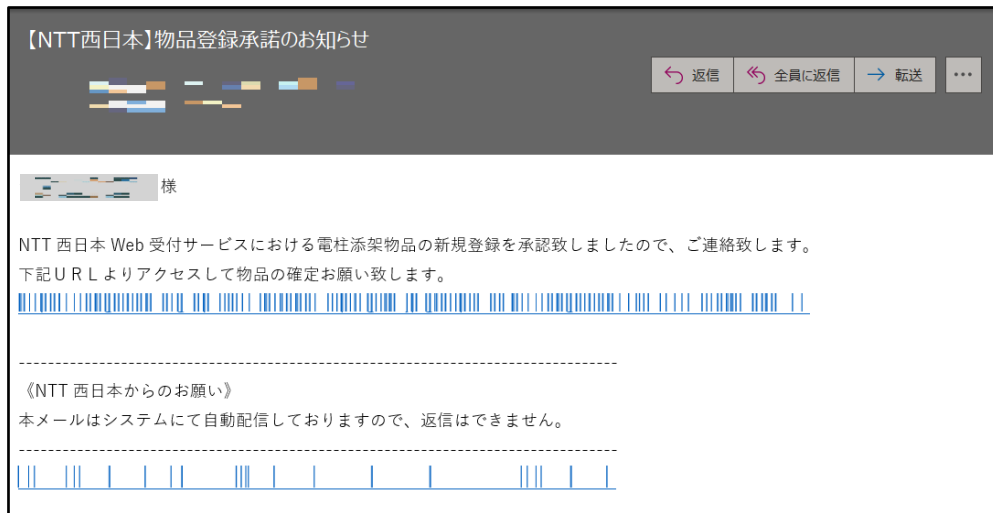 【NTT西日本】物品登録承諾のお知らせ
返信 全員に返信 転送 …
様
NTT 西日本 Web 受付サービスにおける電柱添架物品の新規登録を承認致しましたので、ご連絡致します。
下記ＵＲＬよりアクセスして物品の確定お願い致します。
--------------------------------------------------------------------------------
《NTT 西日本からのお願い》
本メールはシステムにて自動配信しておりますので、返信はできません。
--------------------------------------------------------------------------------